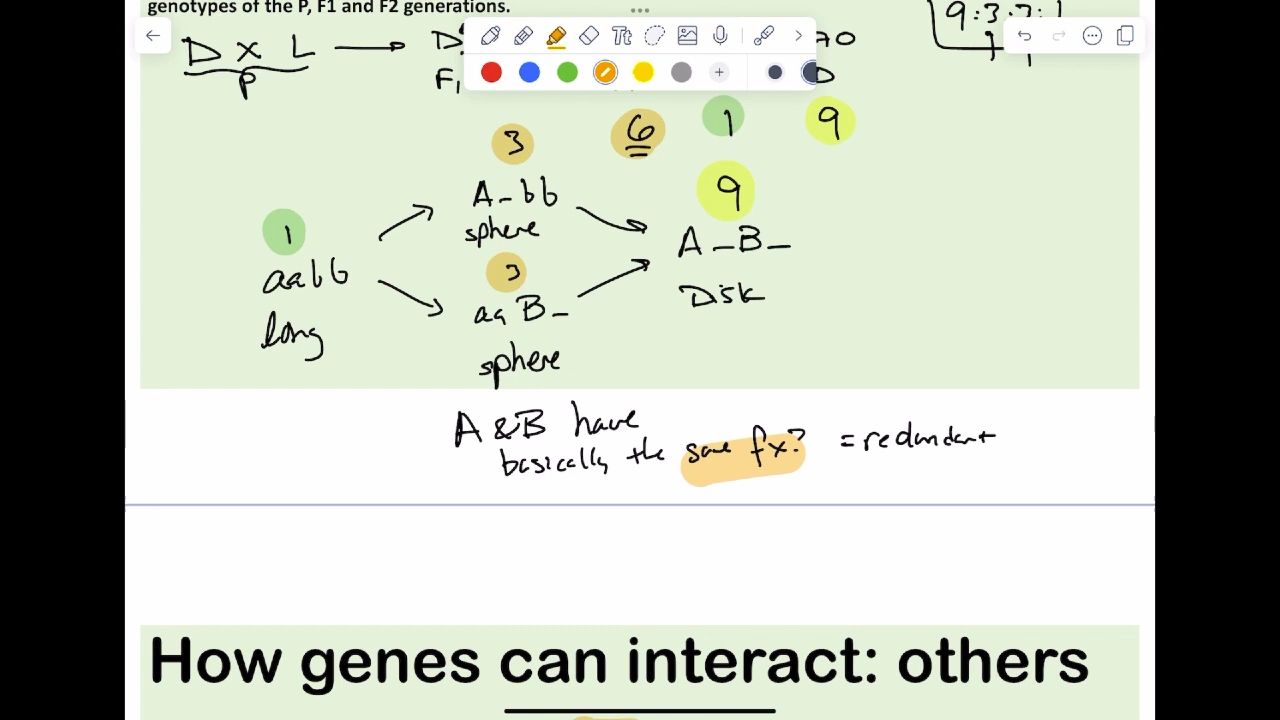 genotypes of the P, F1 and F2 generations.
9:3:3:1
D x L → D
P
F1
Tt
3
6
1
9
A-bb
sphere
9
1
aabb
long
A-B-
Disk
3
aaB-
sphere
A & B have
basically the same fx? = redundant
How genes can interact: others